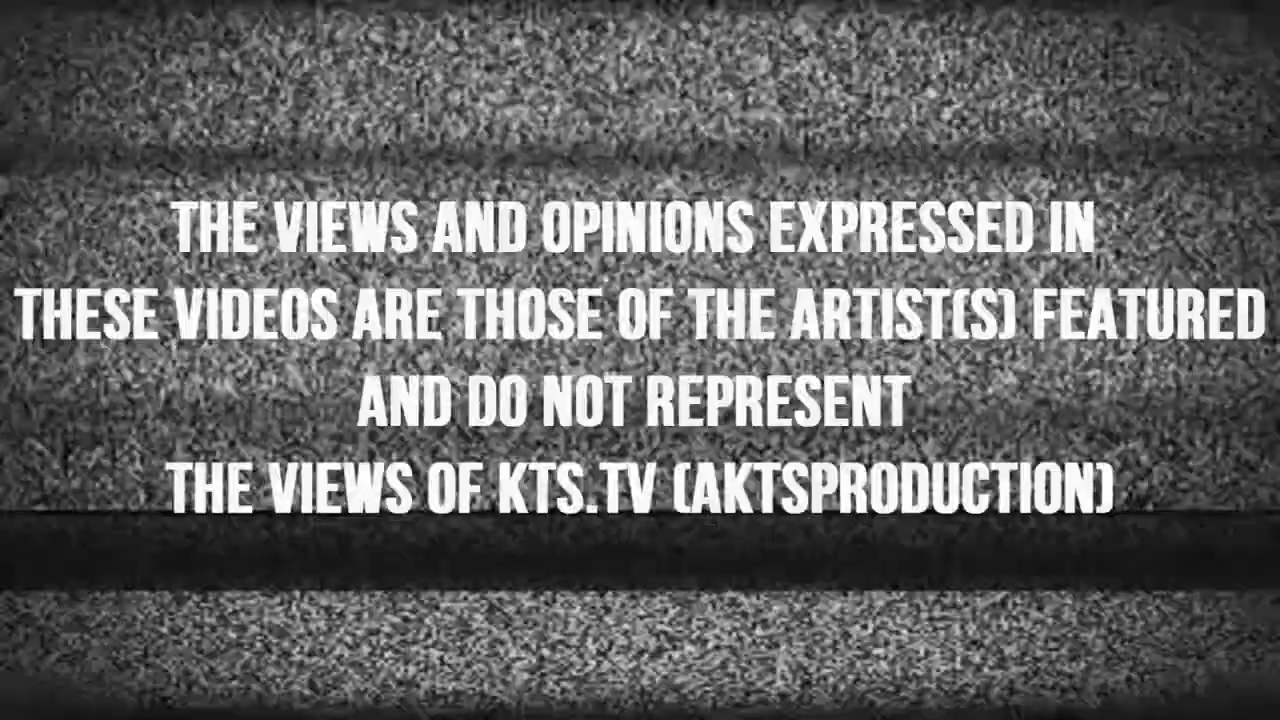 THE VIEWS AND OPINIONS EXPRESSED IN
THESE VIDEOS ARE THOSE OF THE ARTIST(S) FEATURED
AND DO NOT REPRESENT
THE VIEWS OF KTS.TV (AKTSPRODUCTION)